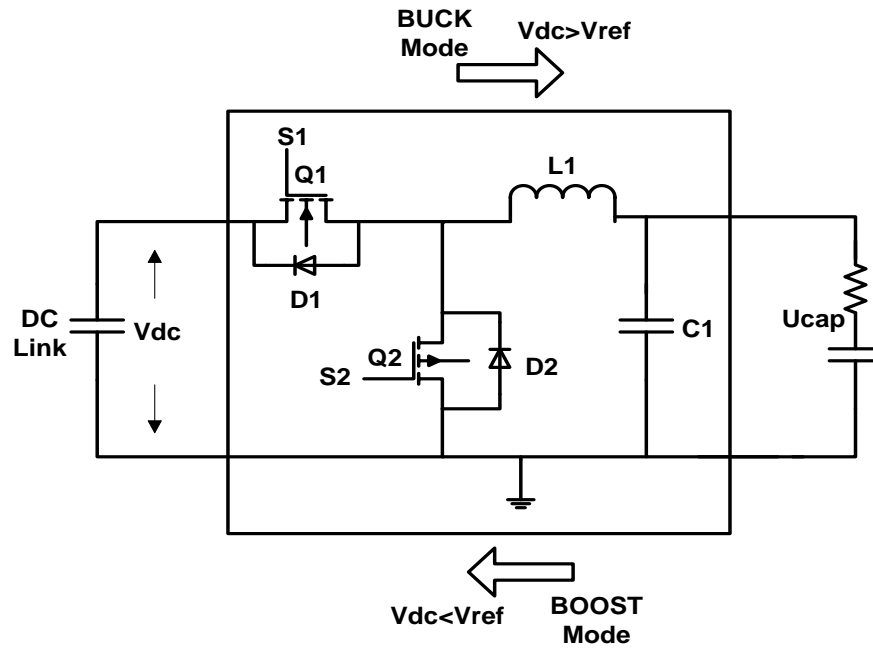 BUCK
Mode
Vdc>Vref
S1
Q1
L1
D1
DC
Link
Vdc
Q2
S2
D2
C1
Ucap
Vdc<Vref
BOOST
Mode